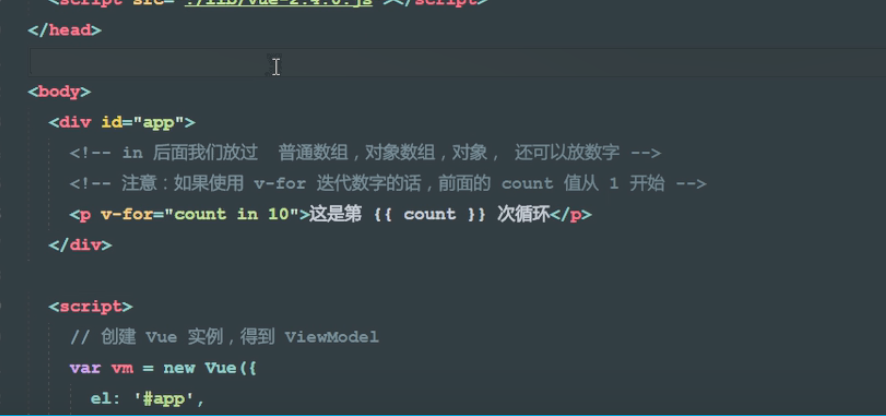 <script src="./lib/vue-2.4.0.js"></script>
</head>
<body>
<div id="app">
<!-- in 后面我们放过 普通数组，对象数组，对象， 还可以放数字 -->
<!-- 注意：如果使用 v-for 迭代数字的话，前面的 count 值从 1 开始 -->
<p v-for="count in 10">这是第 {{ count }} 次循环</p>
</div>
<script>
// 创建 Vue 实例，得到 ViewModel
var vm = new Vue({
el: '#app',